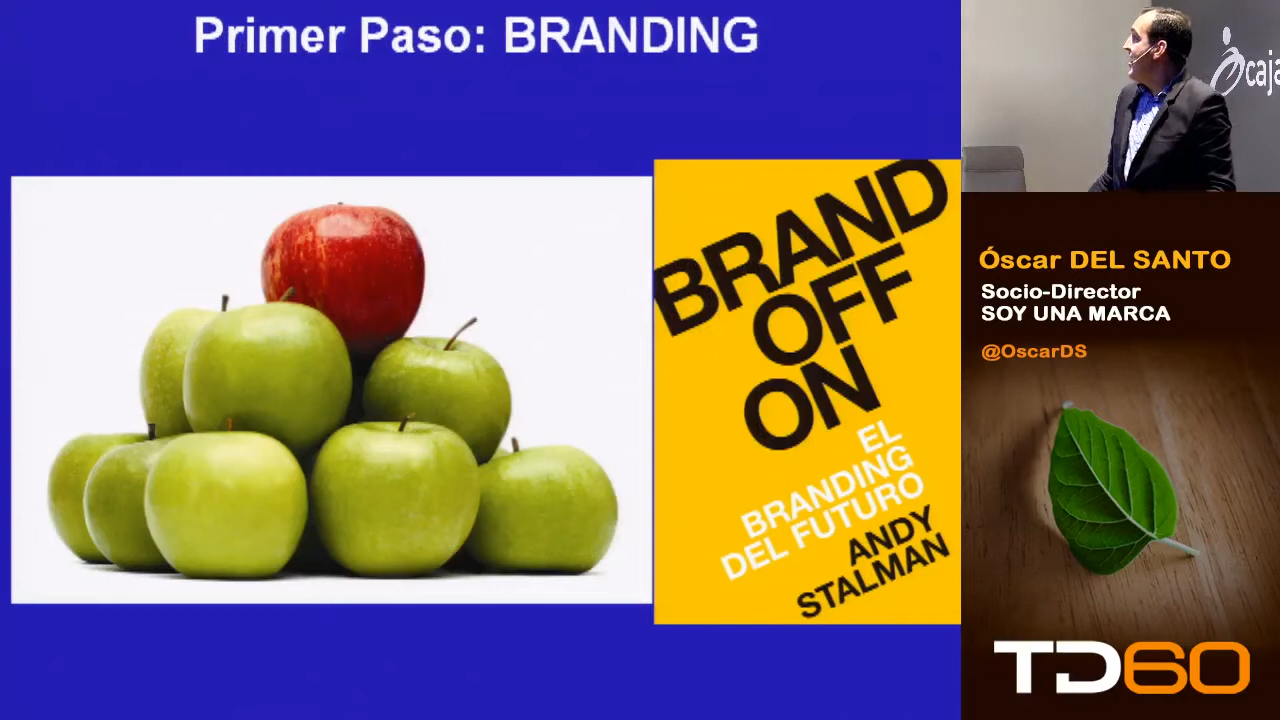 Primer Paso: BRANDING
BRAND
OFF
ON
EL
BRANDING
DEL FUTURO
ANDY
STALMAN
caja
Óscar DEL SANTO
Socio-Director
SOY UNA MARCA
@OscarDS
TD60